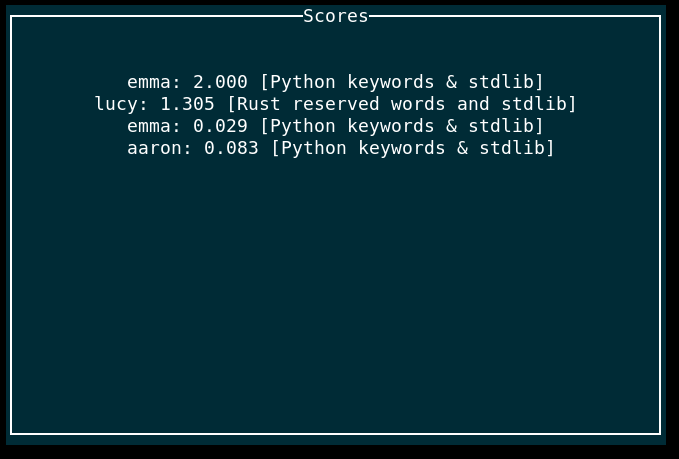 Scores
emma: 2.000 [Python keywords & stdlib]
lucy: 1.305 [Rust reserved words and stdlib]
emma: 0.029 [Python keywords & stdlib]
aaron: 0.083 [Python keywords & stdlib]